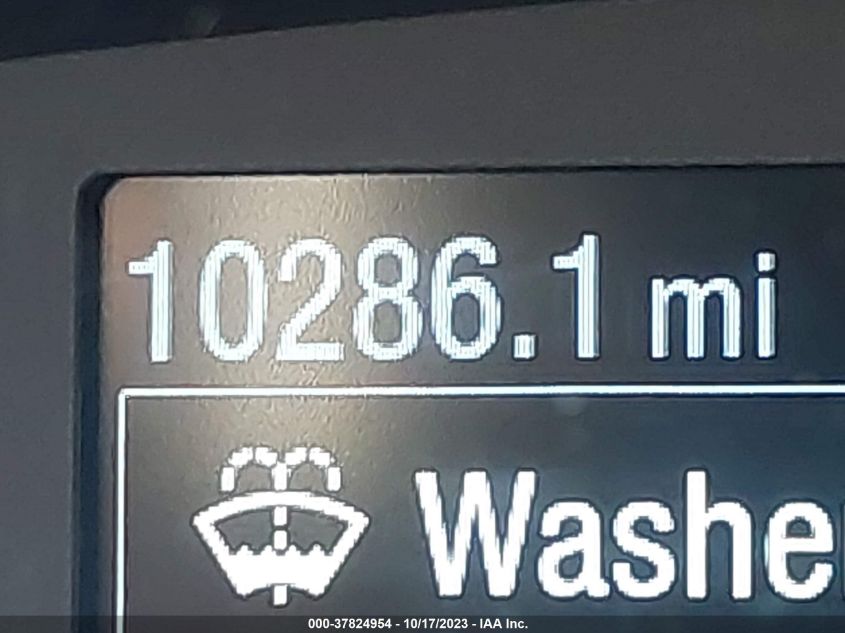 10286.1 mi
Washe
000-37824954 - 10/17/2023 - IAA Inc.